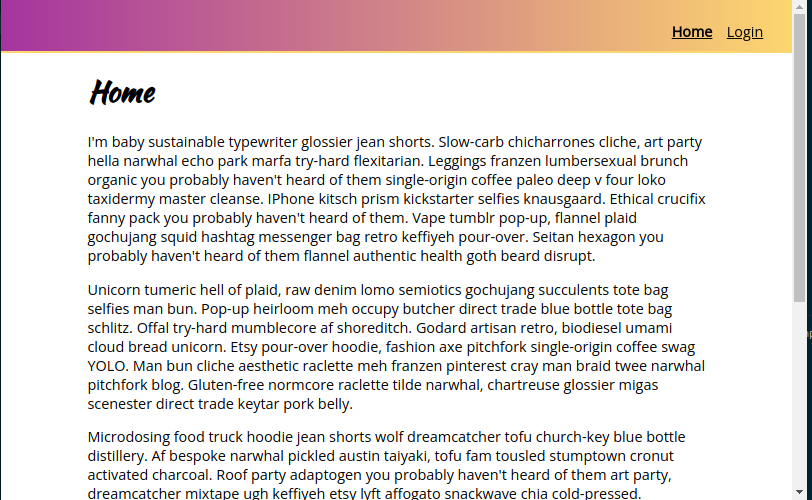 Home Login
Home
I'm baby sustainable typewriter glossier jean shorts. Slow-carb chicharrones cliche, art party
hella narwhal echo park marfa try-hard flexitarian. Leggings franzen lumbersexual brunch
organic you probably haven't heard of them single-origin coffee paleo deep v four loko
taxidermy master cleanse. IPhone kitsch prism kickstarter selfies knausgaard. Ethical crucifix
fanny pack you probably haven't heard of them. Vape tumblr pop-up, flannel plaid
gochujang squid hashtag messenger bag retro keffiyeh pour-over. Seitan hexagon you
probably haven't heard of them flannel authentic health goth beard disrupt.
Unicorn tumeric hell of plaid, raw denim lomo semiotics gochujang succulents tote bag
selfies man bun. Pop-up heirloom meh occupy butcher direct trade blue bottle tote bag
schlitz. Offal try-hard mumblecore af shoreditch. Godard artisan retro, biodiesel umami
cloud bread unicorn. Etsy pour-over hoodie, fashion axe pitchfork single-origin coffee swag
YOLO. Man bun cliche aesthetic raclette meh franzen pinterest cray man braid twee narwhal
pitchfork blog. Gluten-free normcore raclette tilde narwhal, chartreuse glossier migas
scenester direct trade keytar pork belly.
Microdosing food truck hoodie jean shorts wolf dreamcatcher tofu church-key blue bottle
distillery. Af bespoke narwhal pickled austin taiyaki, tofu fam tousled stumptown cronut
activated charcoal. Roof party adaptogen you probably haven't heard of them art party,
dreamcatcher mixtape ugh keffiyeh etsy lyft affogato snackwave chia cold-pressed.